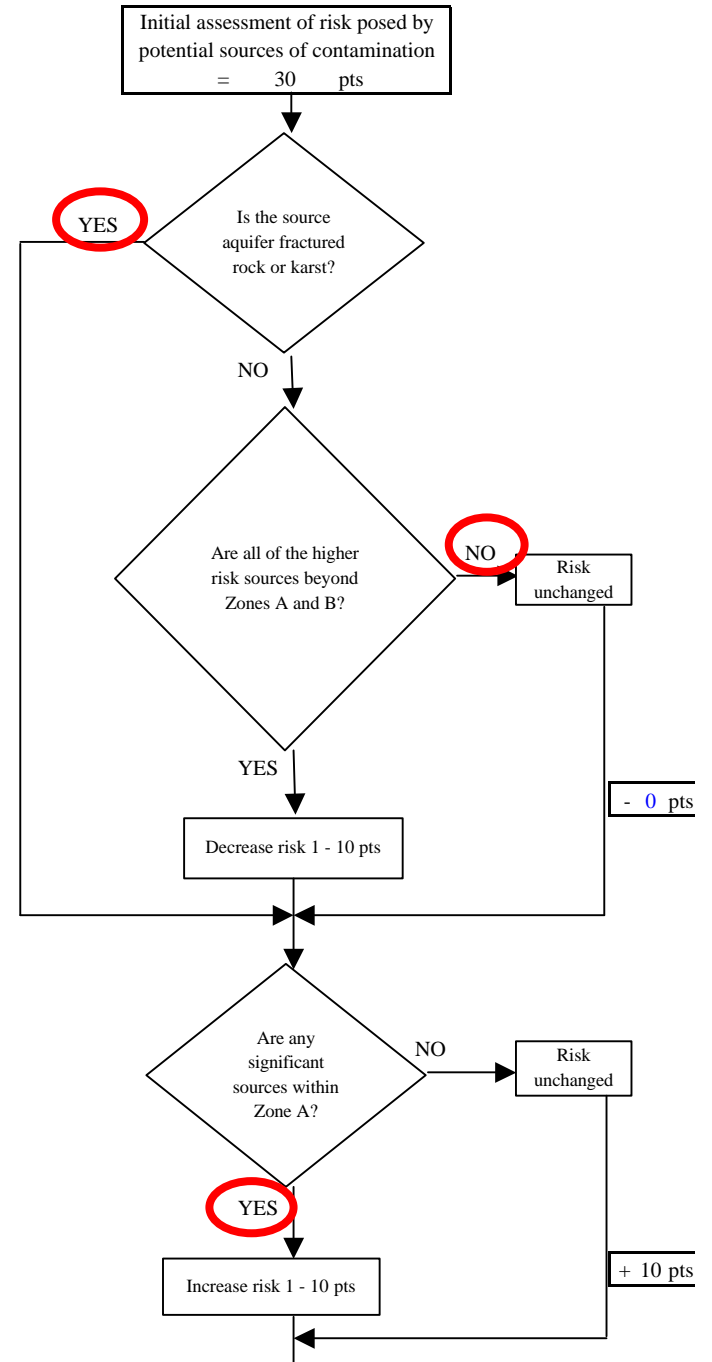 Initial assessment of risk posed by
potential sources of contamination
= 30 pts
YES
Is the source
aquifer fractured
rock or karst?
NO
Are all of the higher
risk sources beyond
Zones A and B?
NO
Risk
unchanged
YES
- 0 pts
Decrease risk 1 - 10 pts
Are any
significant
sources within
Zone A?
NO
Risk
unchanged
YES
+ 10 pts
Increase risk 1 - 10 pts